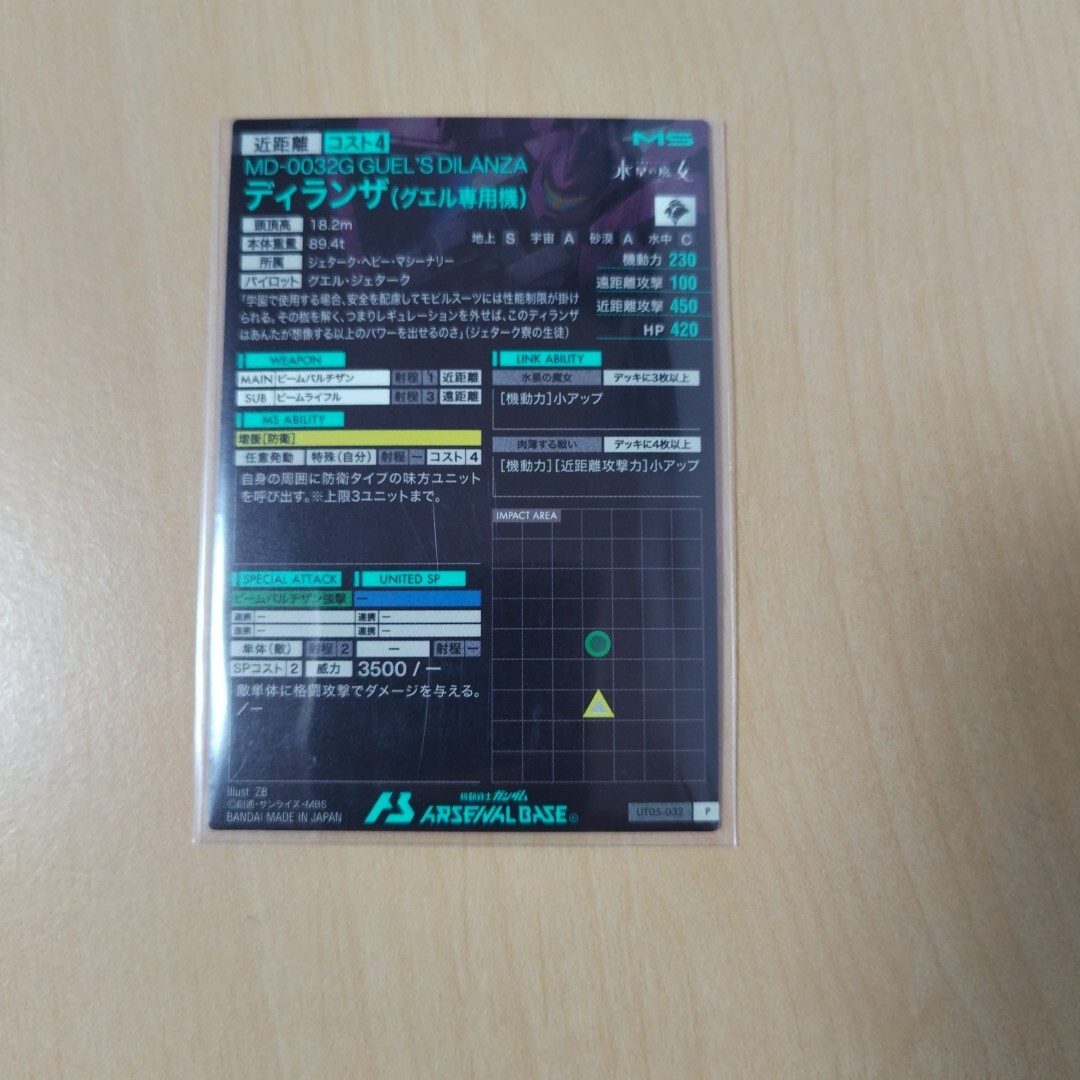 近距離 コスト4 MS
MD-0032G GUEL'S DILANZA
水星の魔女
ディランザ(グエル専用機)
頭頂高 18.2m
本体重量 89.4t
地上 S 宇宙 A 砂漠 A 水中 C
所属 ジェターク・ヘビー・マシーナリー
機動力 230
パイロット グエル・ジェターク
遠距離攻撃 100
「学園で使用する場合、安全を配慮してモビルスーツには性能制限が掛け
られる。その枷を解く、つまりレギュレーションを外せば、このディランザ
はあんたが想像する以上のパワーを出せるのさ」(ジェターク寮の生徒)
近距離攻撃 450
HP 420
WEAPON
MAIN ビームパルチザン 射程 1 近距離
SUB ビームライフル 射程 3 遠距離
MS ABILITY
増援[防衛]
任意発動 特殊(自分) 射程 ー コスト 4
自身の周囲に防衛タイプの味方ユニット
を呼び出す。※上限3ユニットまで。
LINK ABILITY
水星の魔女 デッキに3枚以上
[機動力]小アップ
肉薄する戦い デッキに4枚以上
[機動力][近距離攻撃力]小アップ
IMPACT AREA
SPECIAL ATTACK UNITED SP
ビームパルチザン強撃 ー
連携 ー 連携 ー
連携 ー 連携 ー
単体(敵) 射程 2 ー 射程 ー
SPコスト 2 威力 3500 / ー
敵単体に格闘攻撃でダメージを与える。
/ー
Illust ZB
©創通・サンライズ・MBS
BANDAI MADE IN JAPAN
機動戦士ガンダム
ARSENAL BASE®
UT05-032 P